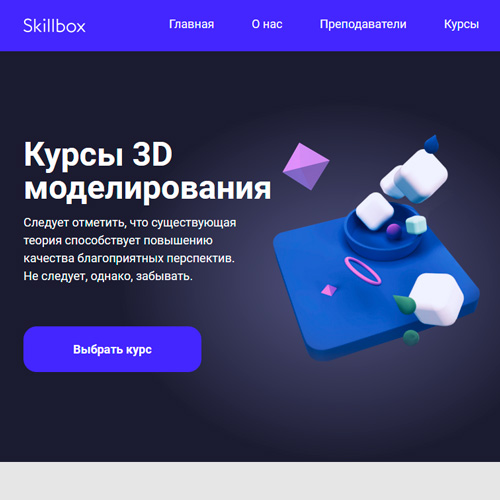 Skillbox
Главная
О нас
Преподаватели
Курсы
Курсы 3D
моделирования
Следует отметить, что существующая
теория способствует повышению
качества благоприятных перспектив.
Не следует, однако, забывать.
Выбрать курс